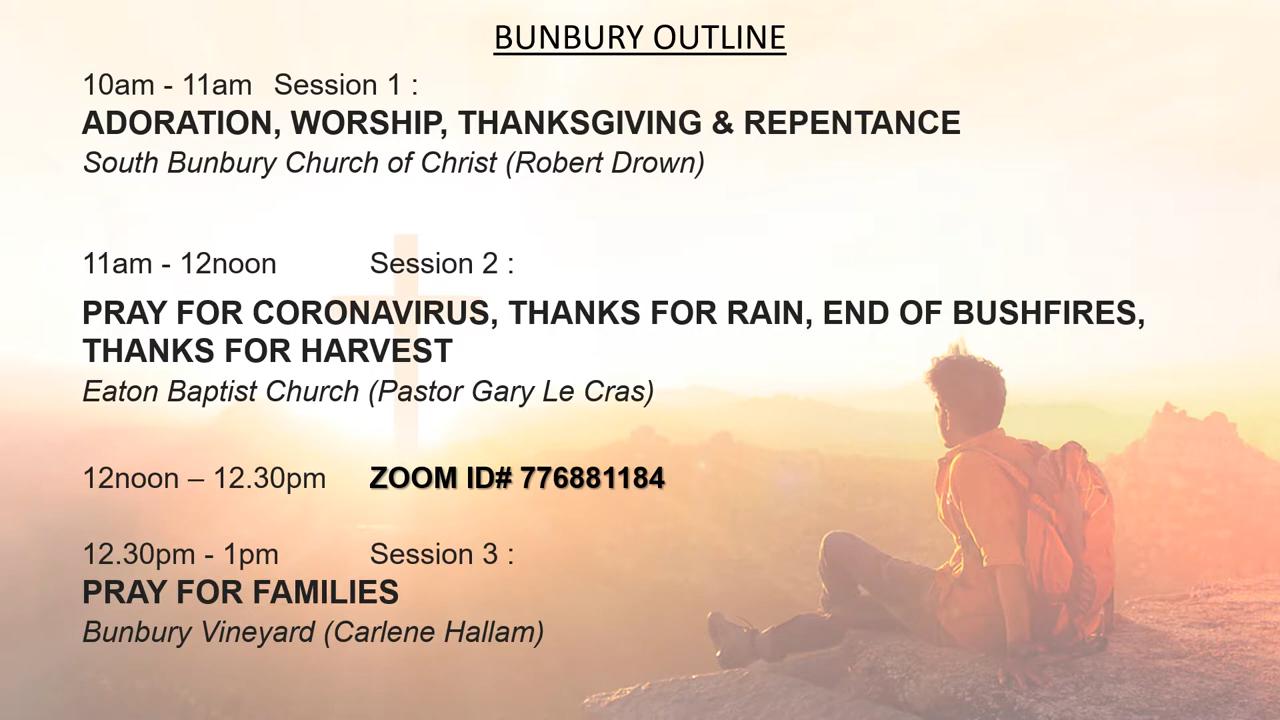 BUNBURY OUTLINE
10am - 11am Session 1 :
ADORATION, WORSHIP, THANKSGIVING & REPENTANCE
South Bunbury Church of Christ (Robert Drown)
11am - 12noon Session 2 :
PRAY FOR CORONAVIRUS, THANKS FOR RAIN, END OF BUSHFIRES,
THANKS FOR HARVEST
Eaton Baptist Church (Pastor Gary Le Cras)
12noon – 12.30pm ZOOM ID# 776881184
12.30pm - 1pm Session 3 :
PRAY FOR FAMILIES
Bunbury Vineyard (Carlene Hallam)